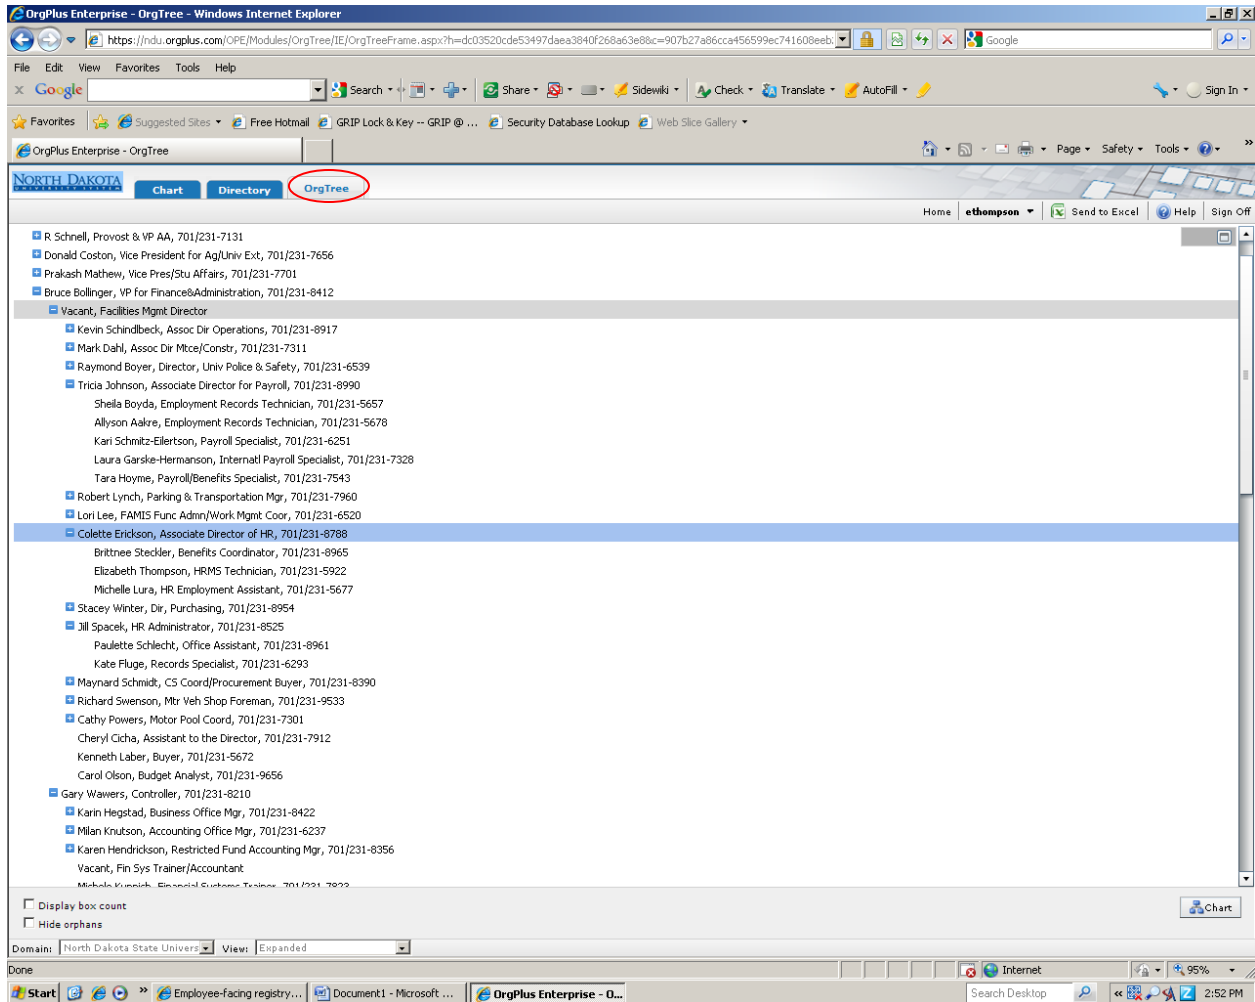 OrgPlus Enterprise - OrgTree - Windows Internet Explorer
https://ndu.orgplus.com/OPE/Modules/OrgTree/IE/OrgTreeFrame.aspx?h=dc03520cde53497daea3840f268a63e8&c=907b27a86cca456599ec741608eeb:
Google
File Edit View Favorites Tools Help
x Google Search Share Sidewiki Check Translate AutoFill Sign In
Favorites Suggested Sites Free Hotmail GRIP Lock & Key -- GRIP @ ... Security Database Lookup Web Slice Gallery
OrgPlus Enterprise - OrgTree Page Safety Tools »
NORTH DAKOTA
UNIVERSITY SYSTEM
Chart Directory OrgTree
Home ethompson Send to Excel Help Sign Off
R Schnell, Provost & VP AA, 701/231-7131
Donald Coston, Vice President for Ag/Univ Ext, 701/231-7656
Prakash Mathew, Vice Pres/Stu Affairs, 701/231-7701
Bruce Bollinger, VP for Finance&Administration, 701/231-8412
Vacant, Facilities Mgmt Director
Kevin Schindlbeck, Assoc Dir Operations, 701/231-8917
Mark Dahl, Assoc Dir Mtce/Constr, 701/231-7311
Raymond Boyer, Director, Univ Police & Safety, 701/231-6539
Tricia Johnson, Associate Director for Payroll, 701/231-8990
Sheila Boyda, Employment Records Technician, 701/231-5657
Allyson Aakre, Employment Records Technician, 701/231-5678
Kari Schmitz-Eilertson, Payroll Specialist, 701/231-6251
Laura Garske-Hermanson, Internatl Payroll Specialist, 701/231-7328
Tara Hoyme, Payroll/Benefits Specialist, 701/231-7543
Robert Lynch, Parking & Transportation Mgr, 701/231-7960
Lori Lee, FAMIS Func Admn/Work Mgmt Coor, 701/231-6520
Colette Erickson, Associate Director of HR, 701/231-8788
Brittnee Steckler, Benefits Coordinator, 701/231-8965
Elizabeth Thompson, HRMS Technician, 701/231-5922
Michelle Lura, HR Employment Assistant, 701/231-5677
Stacey Winter, Dir, Purchasing, 701/231-8954
Jill Spacek, HR Administrator, 701/231-8525
Paulette Schlecht, Office Assistant, 701/231-8961
Kate Fluge, Records Specialist, 701/231-6293
Maynard Schmidt, CS Coord/Procurement Buyer, 701/231-8390
Richard Swenson, Mtr Veh Shop Foreman, 701/231-9533
Cathy Powers, Motor Pool Coord, 701/231-7301
Cheryl Cicha, Assistant to the Director, 701/231-7912
Kenneth Laber, Buyer, 701/231-5672
Carol Olson, Budget Analyst, 701/231-9656
Gary Wawers, Controller, 701/231-8210
Karin Hegstad, Business Office Mgr, 701/231-8422
Milan Knutson, Accounting Office Mgr, 701/231-6237
Karen Hendrickson, Restricted Fund Accounting Mgr, 701/231-8356
Vacant, Fin Sys Trainer/Accountant
Michele Kunnich, Financial Systems Trainer, 701/231-7823
Display box count
Chart
Hide orphans
Domain: North Dakota State Univers View: Expanded
Done Internet 95%
Start » Employee-facing registry... Document1 - Microsoft ... OrgPlus Enterprise - O... Search Desktop « 2:52 PM